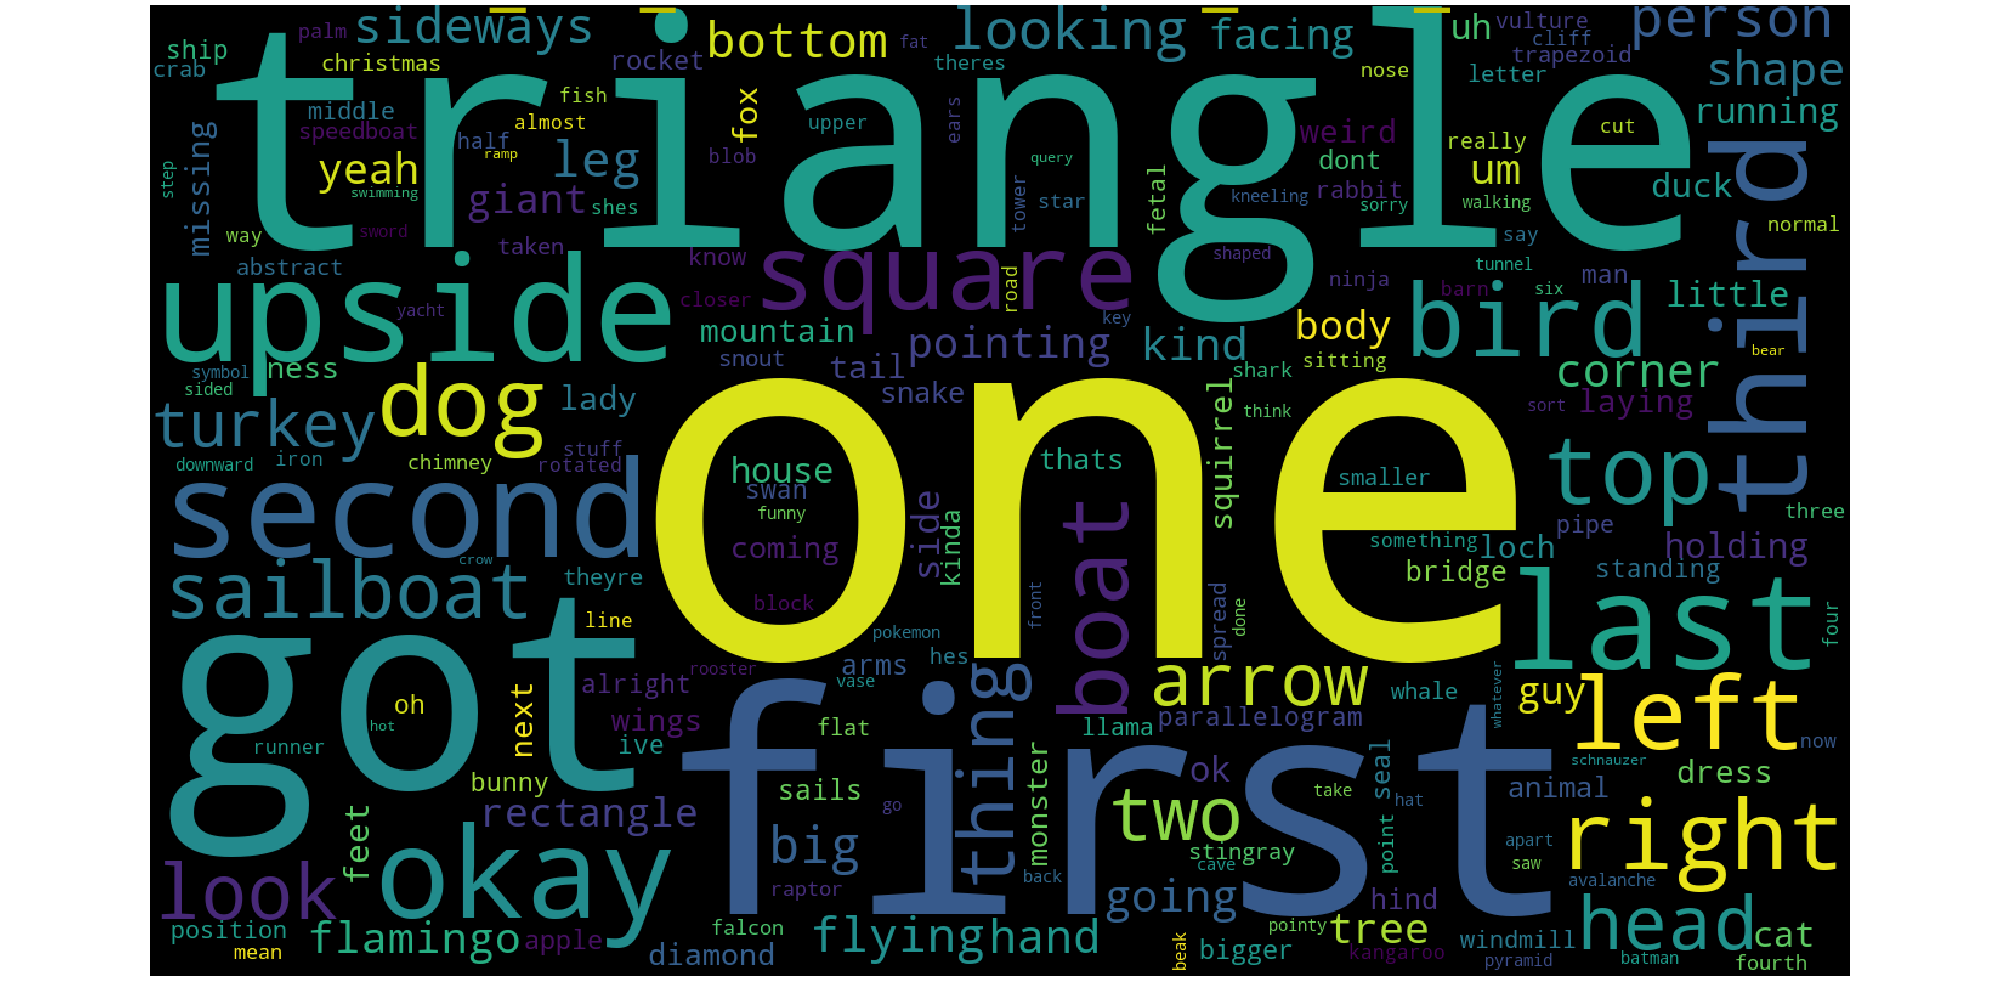 palm
sideways
bottom
fat
looking
facing
uh
vulture
person
ship
crab
christmas
rocket
theres
cliff
trapezoid
shape
nose
letter
running
triangle
fish
middle
speedboat
almost
half
fox
upper
ears
weird
cut
missing
yeah
ramp
leg
blob
query
dont
really
um
third
step
swimming
giant
shes
tower
star
fetal
kneeling
rabbit
sorry
walking
duck
way
sword
taken
know
shaped
say
normal
abstract
upside
square
closer
road
ninja
tunnel
barn
six
man
little
bird
yacht
mountain
pointing
key
kind
body
bear
symbol
ness
snout
tail
sitting
corner
sided
dog
lady
snake
shark
squirrel
think
sort
laying
turkey
downward
iron
chimney
stuff
rotated
house
thats
smaller
top
second
swan
funny
side
kinda
boat
something
loch
pipe
three
holding
one
crow
coming
bridge
standing
sailboat
theyre
block
front
spread
done
last
four
got
line
pokemon
rooster
arms
hes
thing
arrow
whale
whatever
guy
left
oh
hot
next
alright
wings
vase
flat
llama
parallelogram
now
runner
ive
first
monster
seal
schnauzer
dress
bunny
sails
ok
take
hat
animal
feet
rectangle
go
two
point
right
big
stingray
cave
apart
saw
look
okay
raptor
back
going
hind
avalanche
position
mean
flamingo
apple
falcon
diamond
flying
hand
beak
bigger
pointy
tree
kangaroo
windmill
pyramid
head
batman
cat
fourth